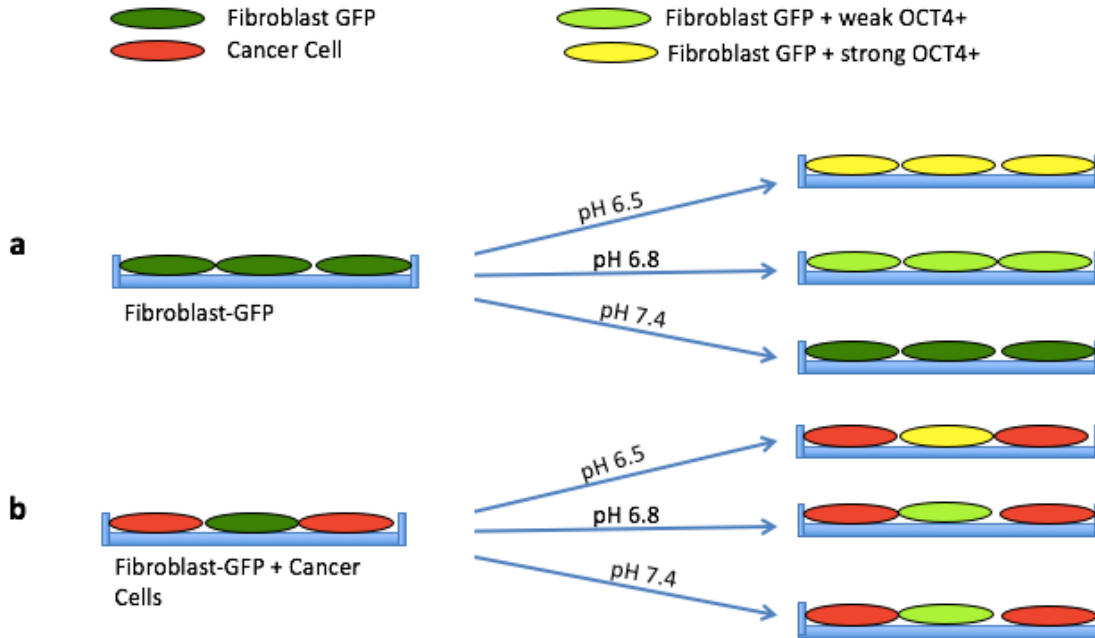 Fibroblast GFP
Cancer Cell
Fibroblast GFP + weak OCT4+
Fibroblast GFP + strong OCT4+
a
pH 6.5
pH 6.8
pH 7.4
Fibroblast-GFP
b
pH 6.5
pH 6.8
pH 7.4
Fibroblast-GFP + Cancer
Cells